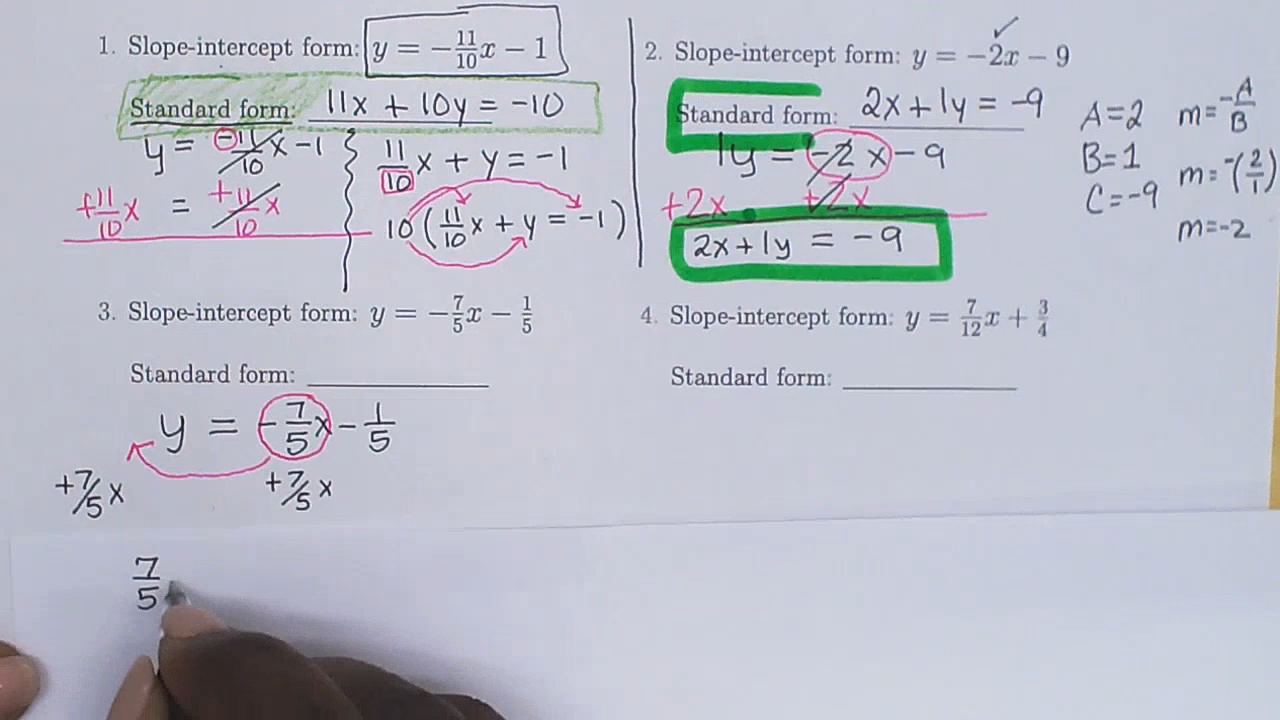 1. Slope-intercept form: y = −11/10x − 1
Standard form: 11x + 10y = -10
y = -11/10x -1
+11/10x = +11/10x
11/10x + y = -1
10(11/10x + y = -1)
2. Slope-intercept form: y = −2x − 9
Standard form: 2x + 1y = -9
1y = -2x - 9
+2x +2x
2x + 1y = -9
A=2
B=1
C=-9
m=-A/B
m=-(2/1)
m=-2
3. Slope-intercept form: y = −7/5x − 1/5
Standard form:
y = -7/5x - 1/5
+7/5x +7/5x
7/5
4. Slope-intercept form: y = 7/12x + 3/4
Standard form: